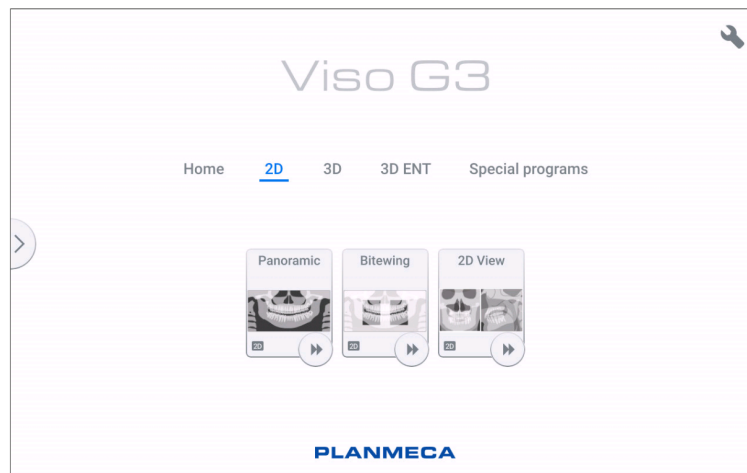 Viso G3
Home 2D 3D 3D ENT Special programs
Panoramic Bitewing 2D View
2D 2D 2D
PLANMECA